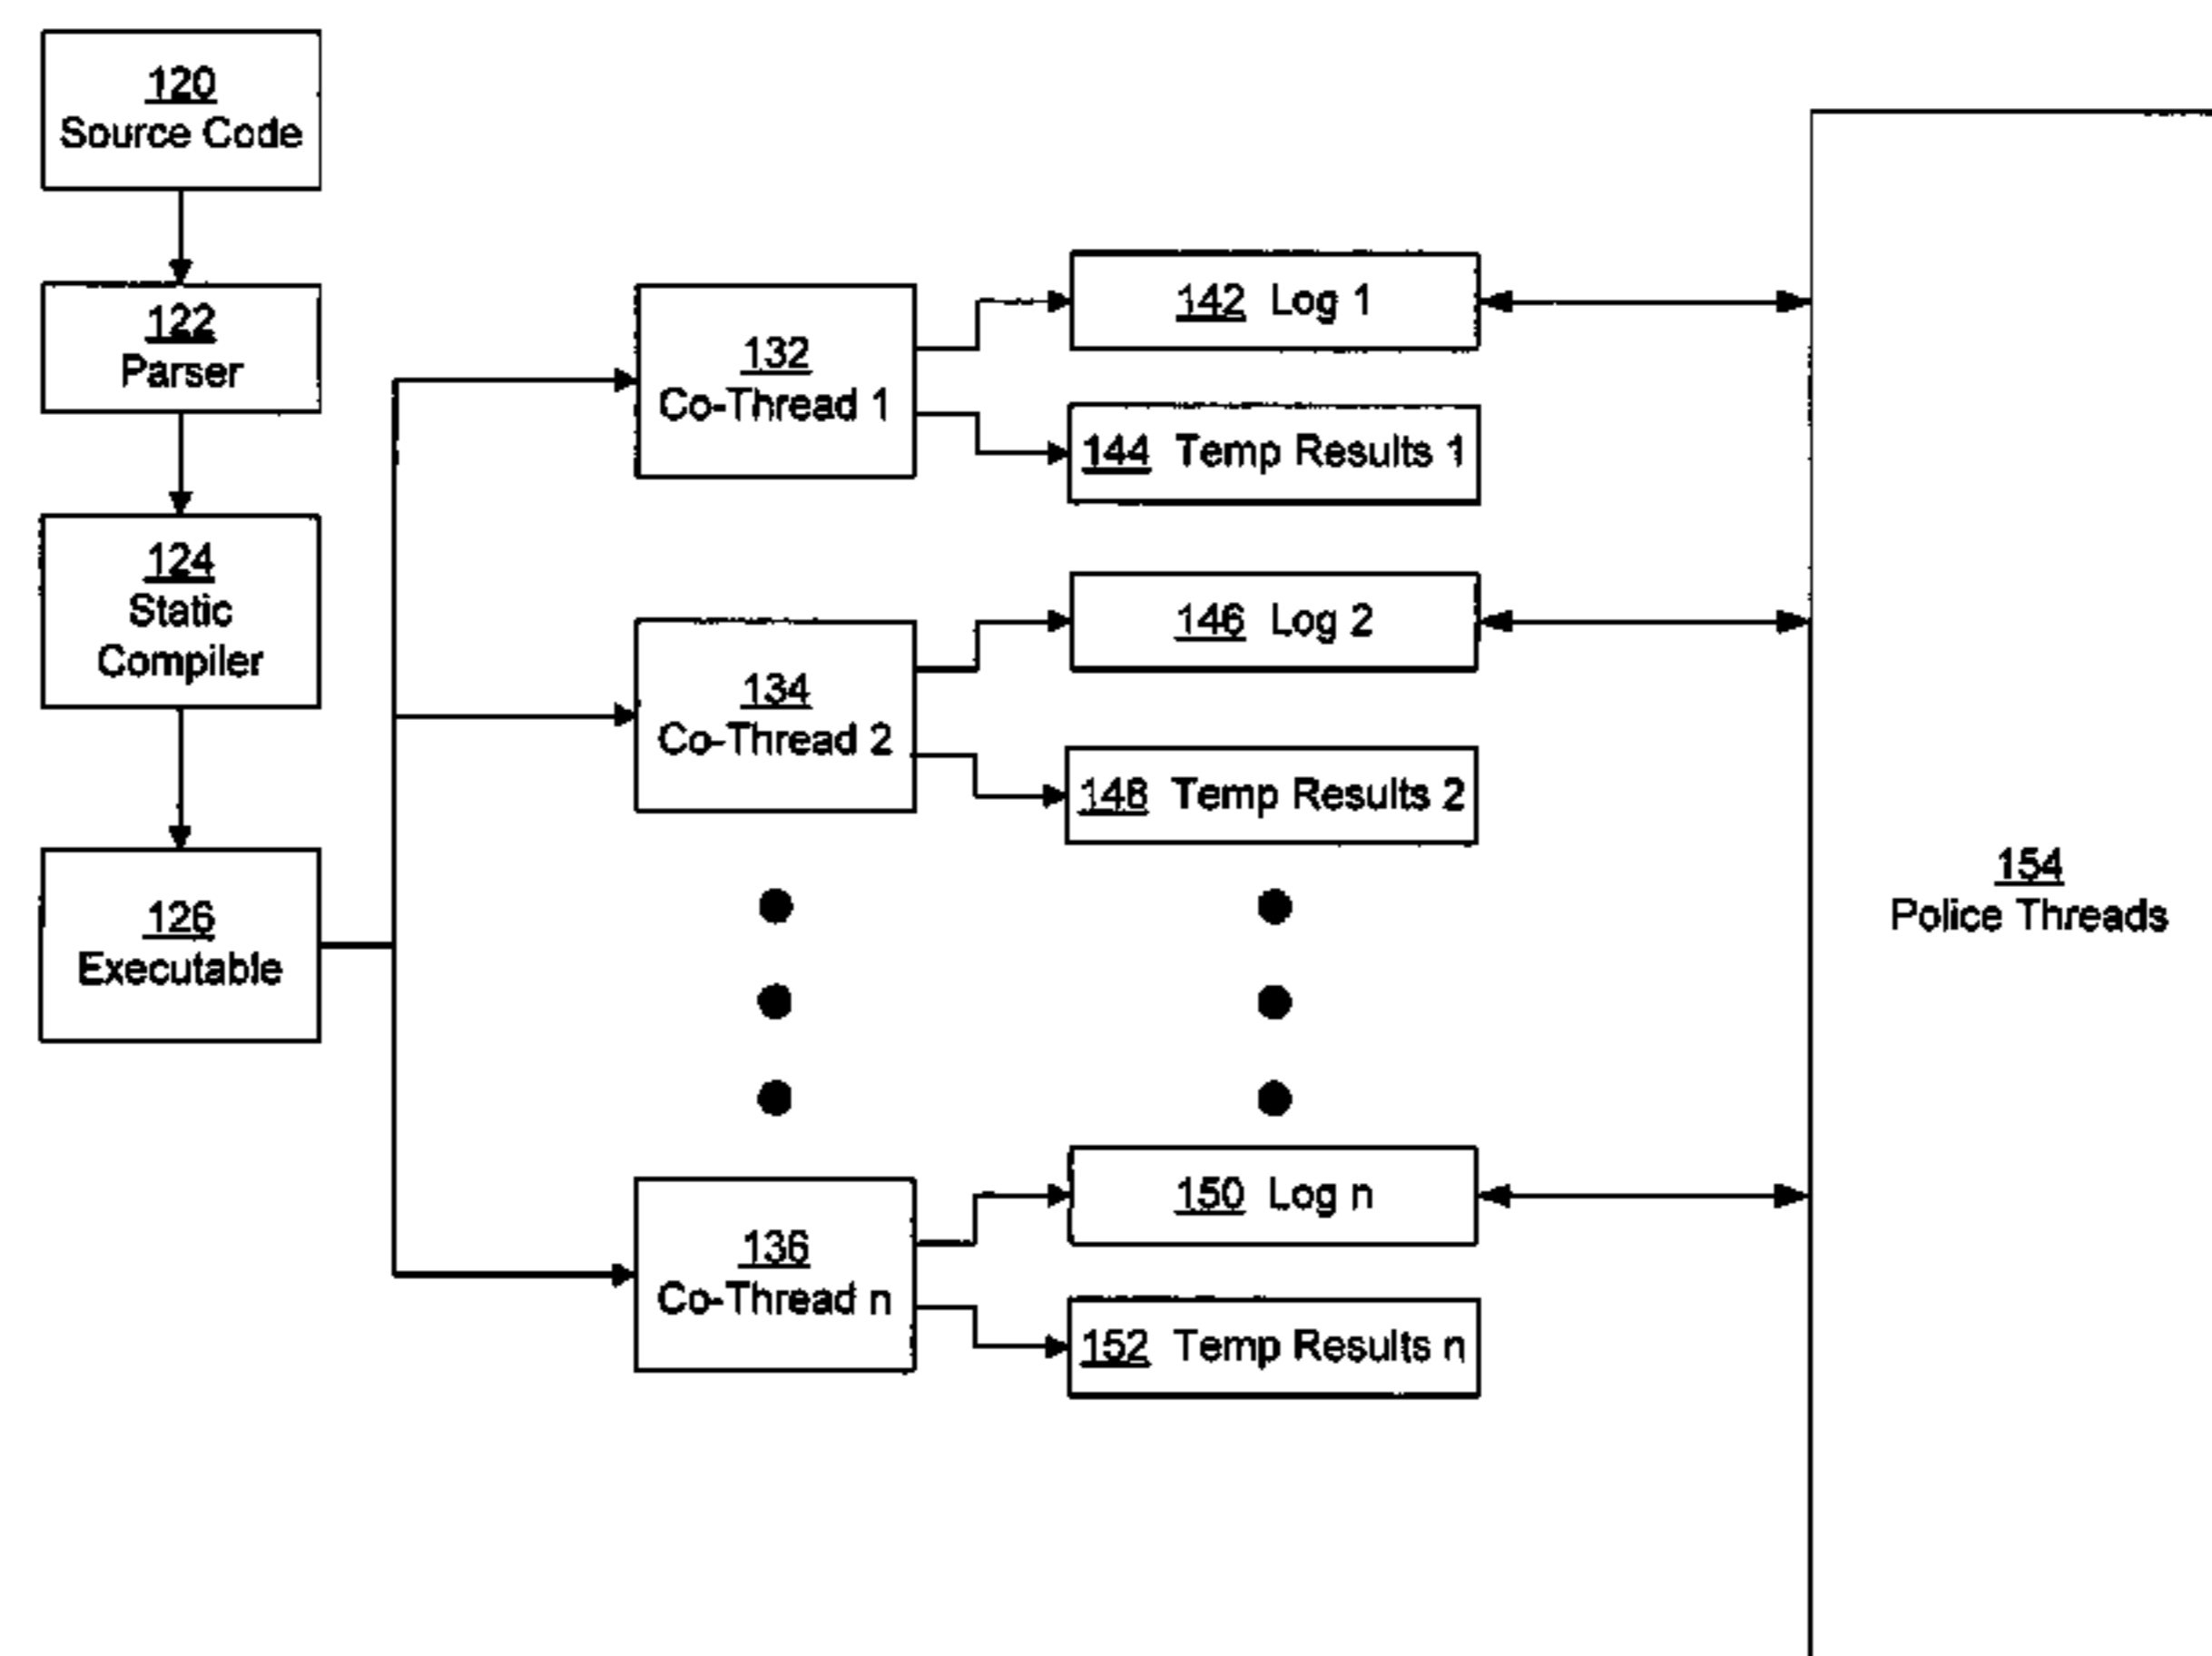 120
Source Code
122
Parser
124
Static
Compiler
126
Executable
132
Co-Thread 1
142 Log 1
144 Temp Results 1
134
Co-Thread 2
146 Log 2
148 Temp Results 2
136
Co-Thread n
150 Log n
152 Temp Results n
154
Police Threads